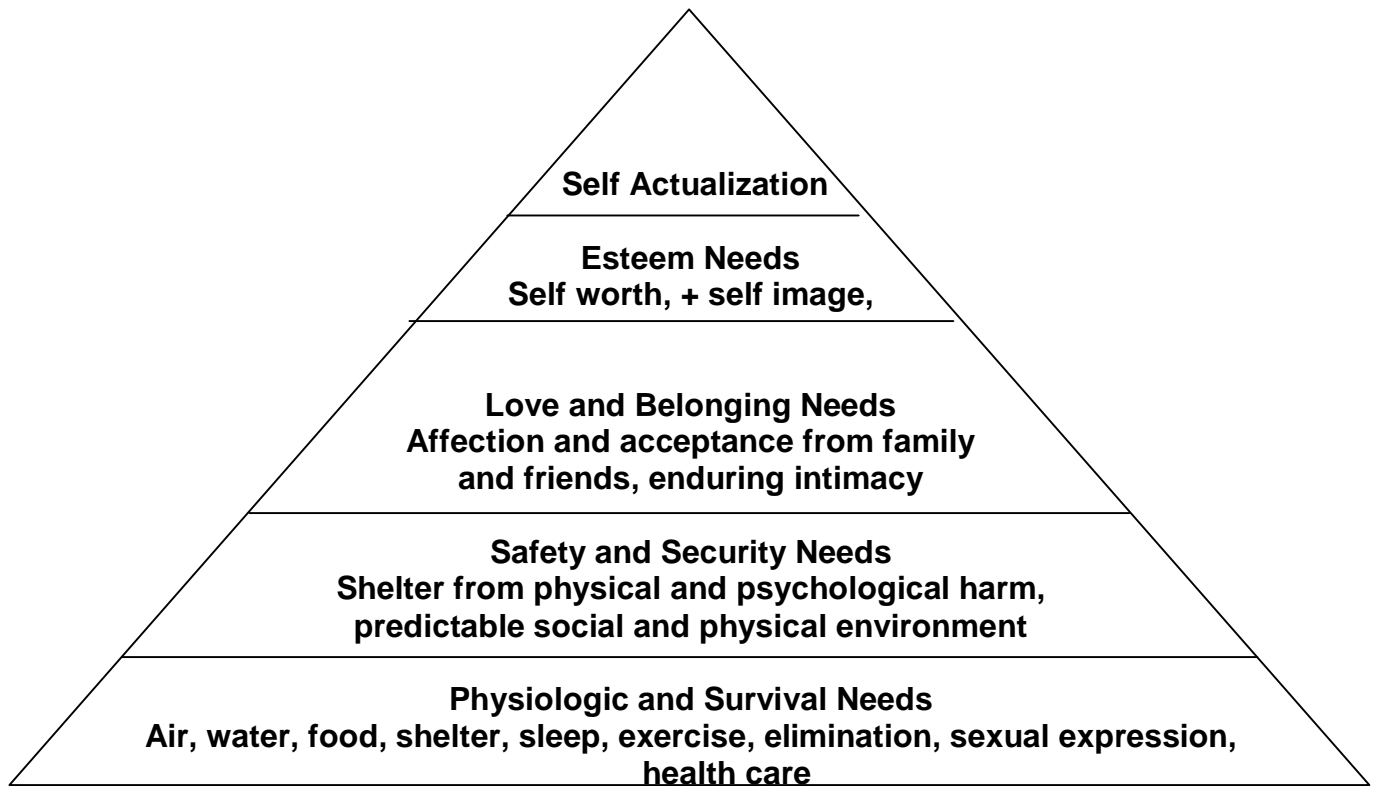 Self Actualization
Esteem Needs
Self worth, + self image,
Love and Belonging Needs
Affection and acceptance from family
and friends, enduring intimacy
Safety and Security Needs
Shelter from physical and psychological harm,
predictable social and physical environment
Physiologic and Survival Needs
Air, water, food, shelter, sleep, exercise, elimination, sexual expression,
health care